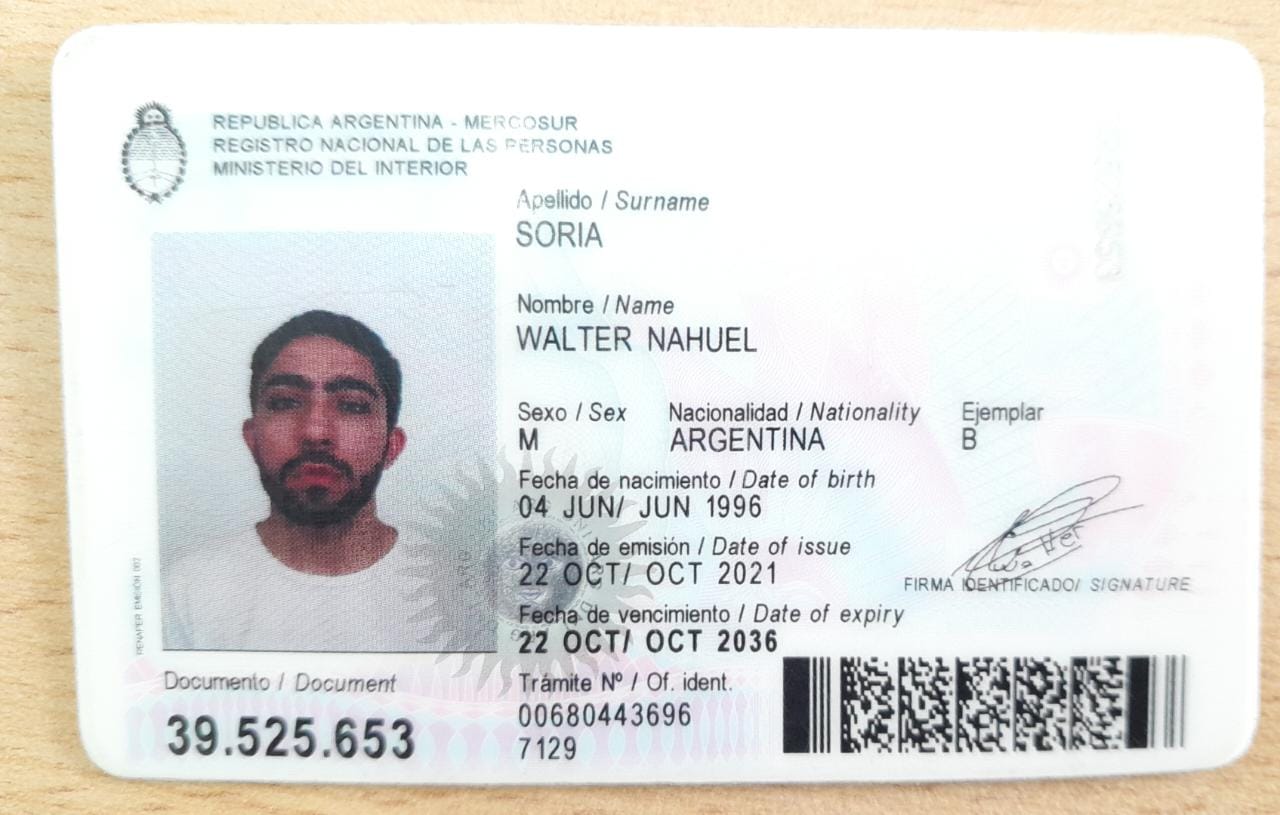 REPUBLICA ARGENTINA - MERCOSUR
REGISTRO NACIONAL DE LAS PERSONAS
MINISTERIO DEL INTERIOR
Apellido / Surname
SORIA
Nombre / Name
WALTER NAHUEL
Sexo / Sex Nacionalidad / Nationality Ejemplar
M ARGENTINA B
Fecha de nacimiento / Date of birth
04 JUN/ JUN 1996
Fecha de emisión / Date of issue
22 OCT/ OCT 2021
FIRMA IDENTIFICADO/ SIGNATURE
Fecha de vencimiento / Date of expiry
22 OCT/ OCT 2036
Documento / Document
39.525.653
Trámite Nº / Of. ident.
00680443696
7129